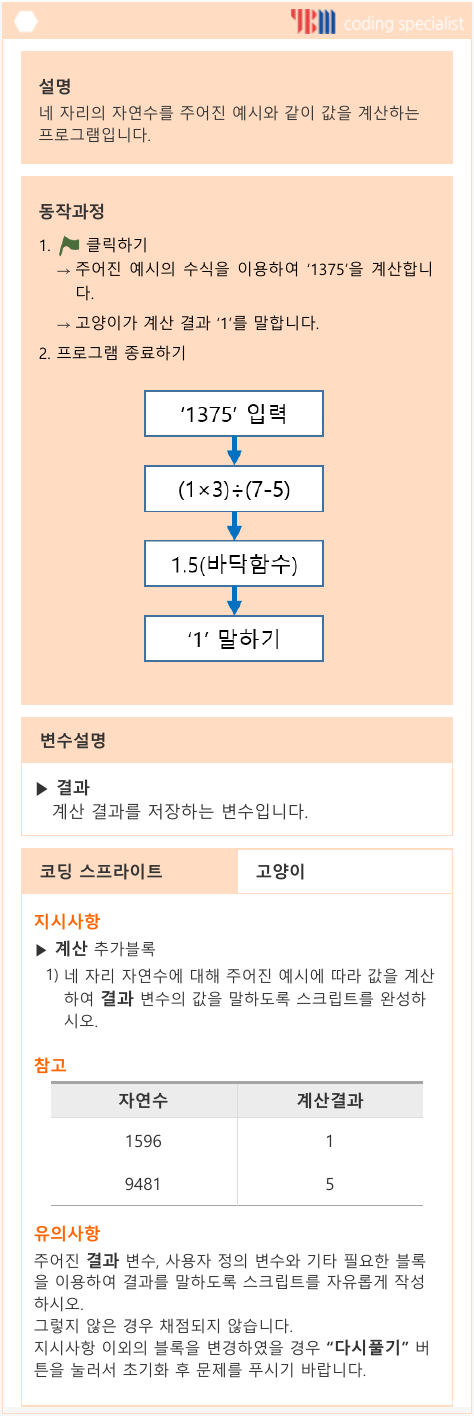 YBM coding specialist
설명
네 자리의 자연수를 주어진 예시와 같이 값을 계산하는
프로그램입니다.
동작과정
1. 클릭하기
→ 주어진 예시의 수식을 이용하여 ‘1375’을 계산합니
다.
→ 고양이가 계산 결과 ‘1’를 말합니다.
2. 프로그램 종료하기
‘1375’ 입력
(1×3)÷(7-5)
1.5(바닥함수)
‘1’ 말하기
변수설명
▶ 결과
계산 결과를 저장하는 변수입니다.
코딩 스프라이트 고양이
지시사항
▶ 계산 추가블록
1) 네 자리 자연수에 대해 주어진 예시에 따라 값을 계산
하여 결과 변수의 값을 말하도록 스크립트를 완성하
시오.
참고
자연수 계산결과
1596 1
9481 5
유의사항
주어진 결과 변수, 사용자 정의 변수와 기타 필요한 블록
을 이용하여 결과를 말하도록 스크립트를 자유롭게 작성
하시오.
그렇지 않은 경우 채점되지 않습니다.
지시사항 이외의 블록을 변경하였을 경우 “다시풀기” 버
튼을 눌러서 초기화 후 문제를 푸시기 바랍니다.